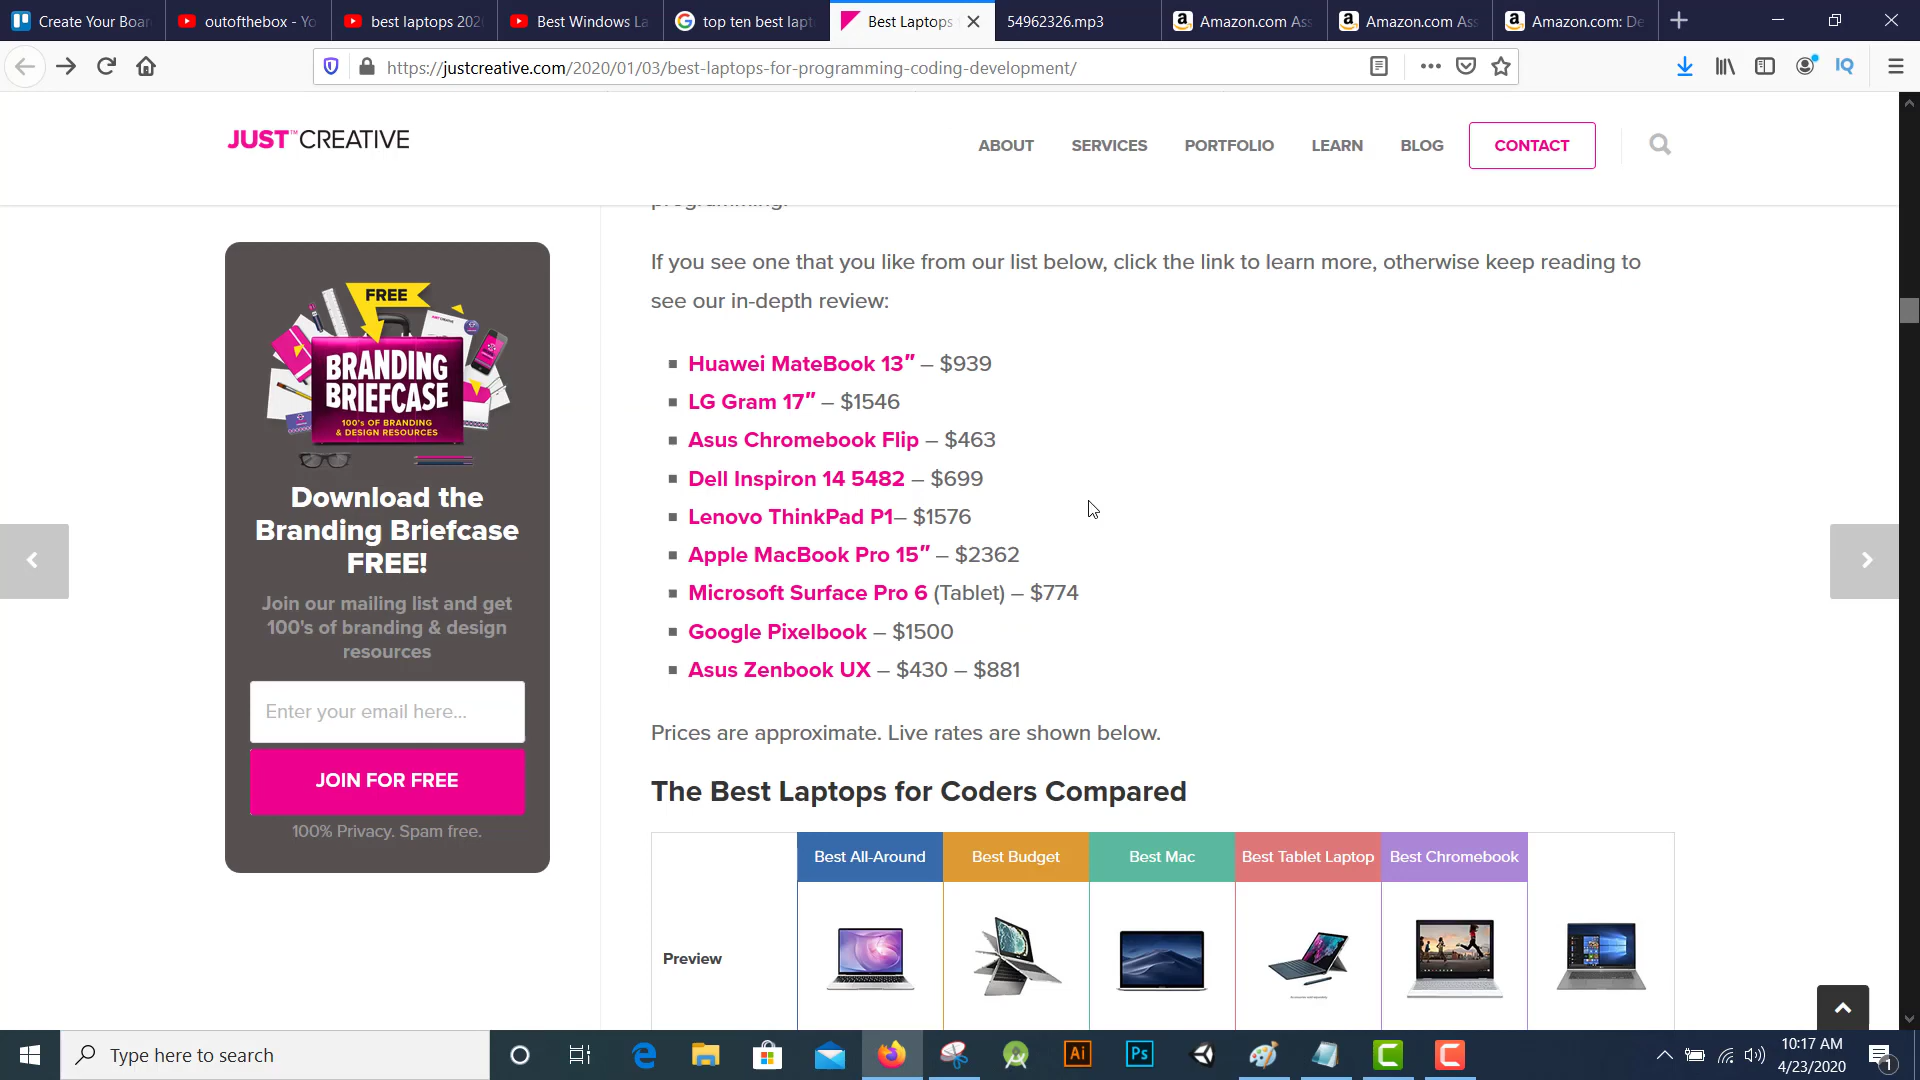 Create Your Boar
outofthebox - Yo
best laptops 202
Best Windows La
top ten best lapt
Best Laptops
54962326.mp3
Amazon.com Ass
Amazon.com Ass
Amazon.com: De
https://justcreative.com/2020/01/03/best-laptops-for-programming-coding-development/
IQ
JUST™CREATIVE
ABOUT
SERVICES
PORTFOLIO
LEARN
BLOG
CONTACT
programming.
If you see one that you like from our list below, click the link to learn more, otherwise keep reading to
see our in-depth review:
Huawei MateBook 13″ – $939
LG Gram 17″ – $1546
Asus Chromebook Flip – $463
Dell Inspiron 14 5482 – $699
Lenovo ThinkPad P1– $1576
Apple MacBook Pro 15″ – $2362
Microsoft Surface Pro 6 (Tablet) – $774
Google Pixelbook – $1500
Asus Zenbook UX – $430 – $881
Prices are approximate. Live rates are shown below.
The Best Laptops for Coders Compared
Best All-Around
Best Budget
Best Mac
Best Tablet Laptop
Best Chromebook
Preview
FREE
BRANDING
BRIEFCASE
100's OF BRANDING
& DESIGN RESOURCES
Download the
Branding Briefcase
FREE!
Join our mailing list and get
100's of branding & design
resources
Enter your email here...
JOIN FOR FREE
100% Privacy. Spam free.
Type here to search
Ai
Ps
10:17 AM
4/23/2020
1